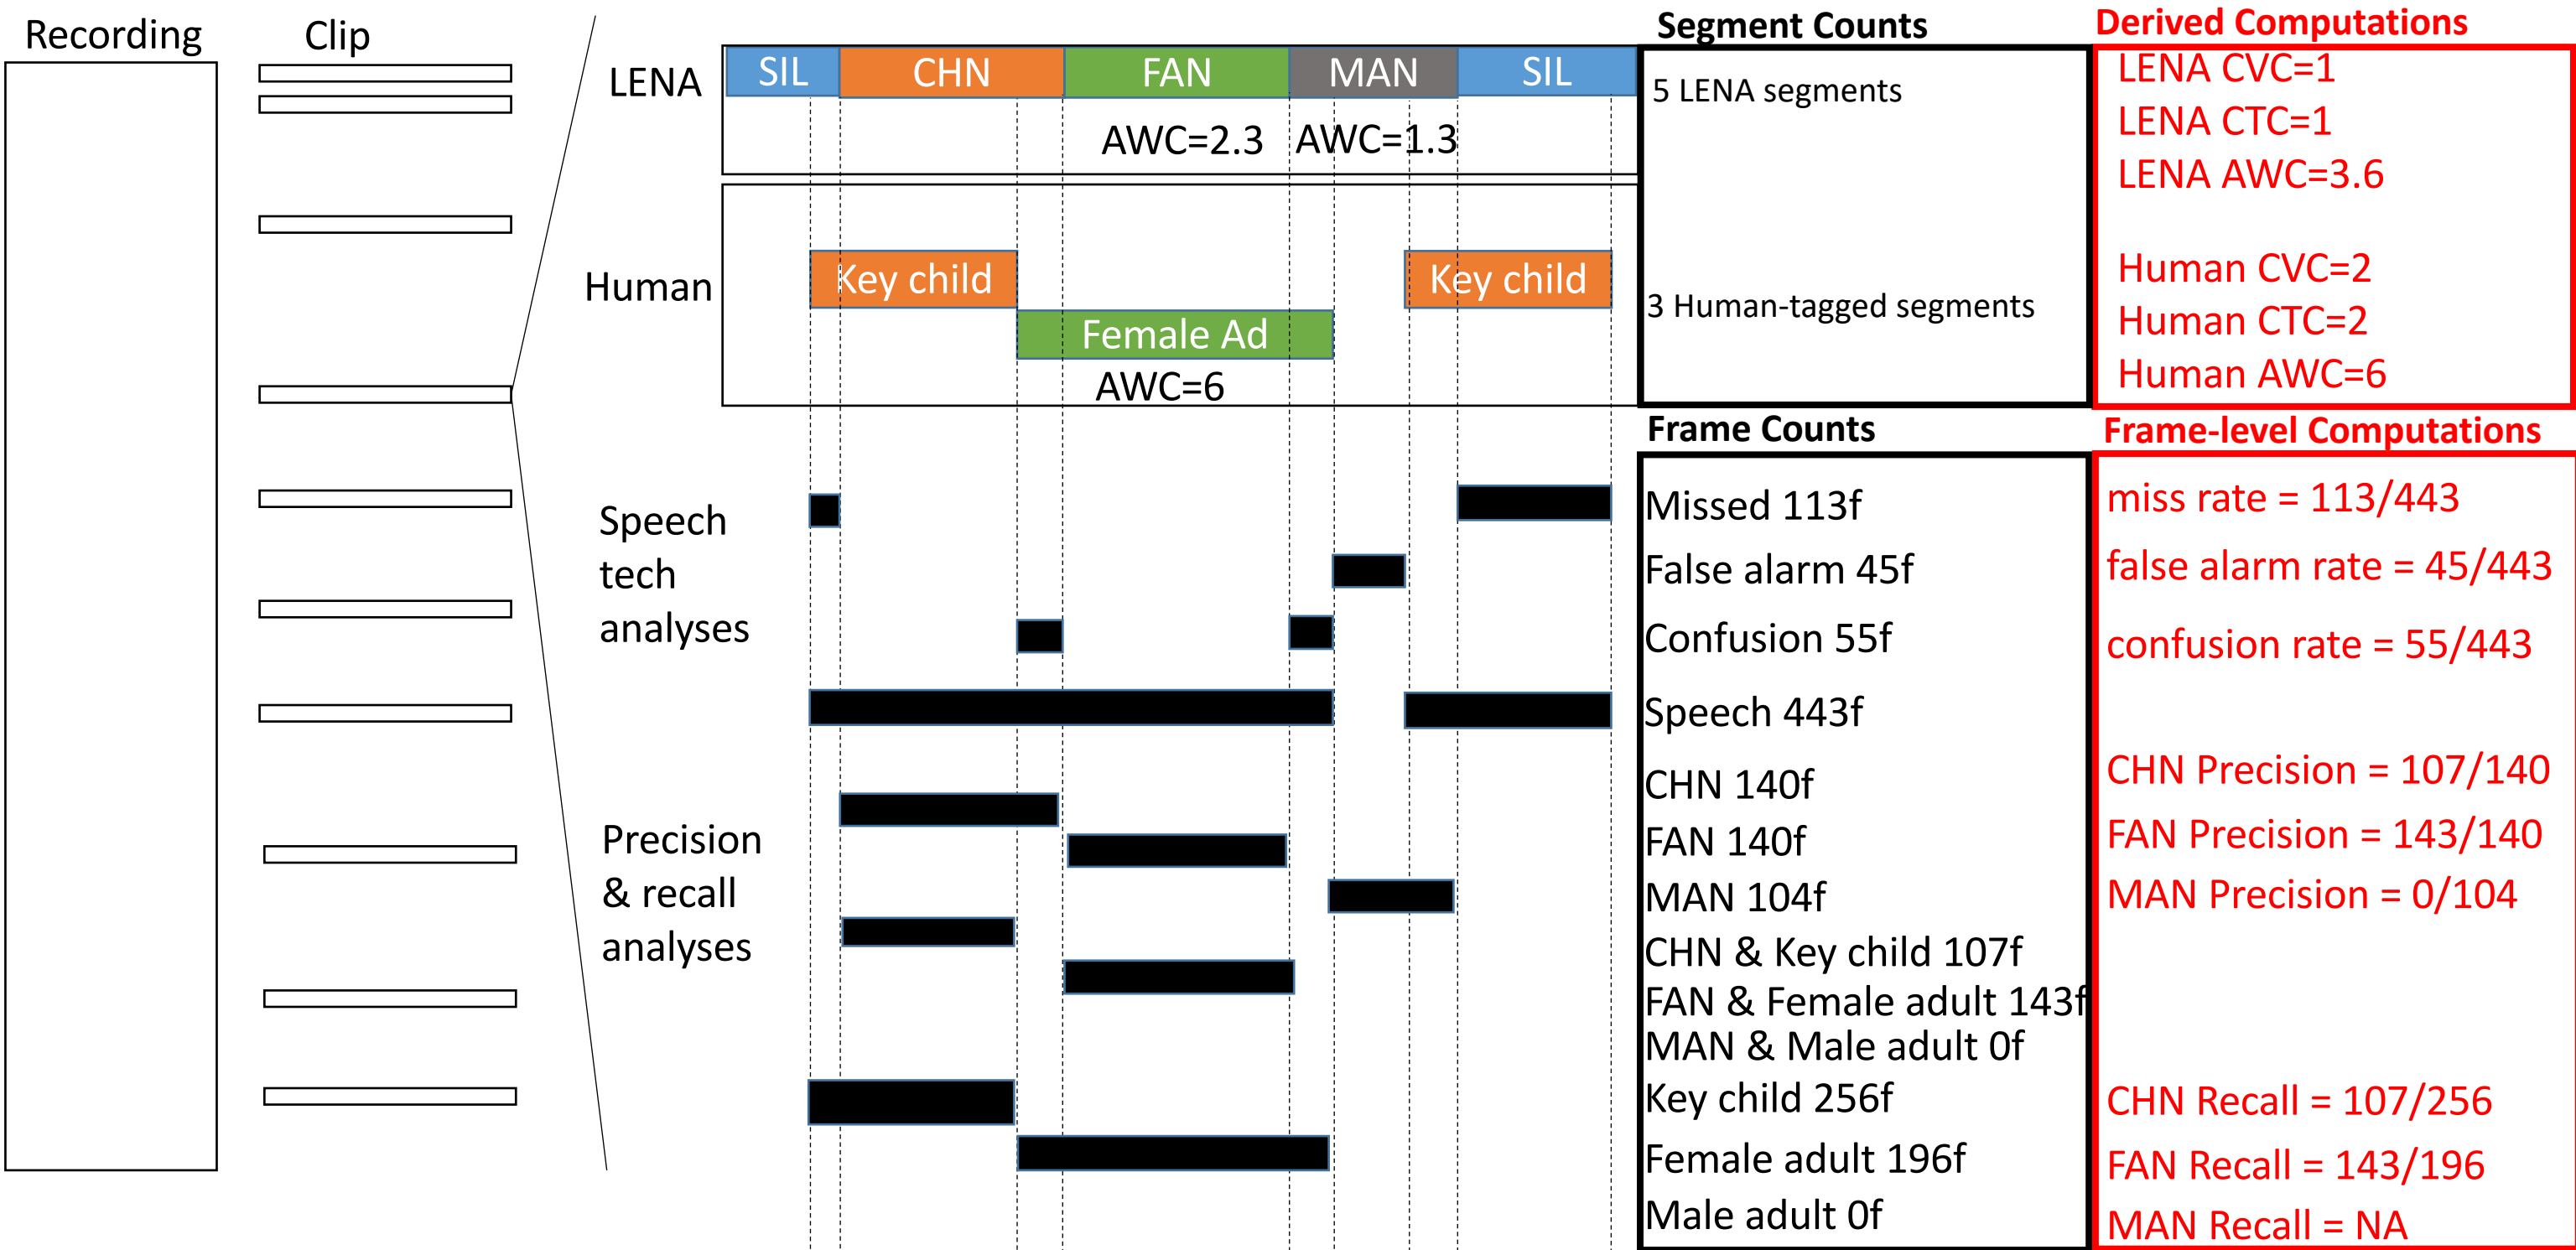 Recording
Clip
LENA
SIL
CHN
FAN
MAN
SIL
AWC=2.3
AWC=1.3
Human
Key child
Key child
Female Ad
AWC=6
Segment Counts
5 LENA segments
3 Human-tagged segments
Derived Computations
LENA CVC=1
LENA CTC=1
LENA AWC=3.6
Human CVC=2
Human CTC=2
Human AWC=6
Speech
tech
analyses
Precision
& recall
analyses
Frame Counts
Missed 113f
False alarm 45f
Confusion 55f
Speech 443f
CHN 140f
FAN 140f
MAN 104f
CHN & Key child 107f
FAN & Female adult 143f
MAN & Male adult 0f
Key child 256f
Female adult 196f
Male adult 0f
Frame-level Computations
miss rate = 113/443
false alarm rate = 45/443
confusion rate = 55/443
CHN Precision = 107/140
FAN Precision = 143/140
MAN Precision = 0/104
CHN Recall = 107/256
FAN Recall = 143/196
MAN Recall = NA